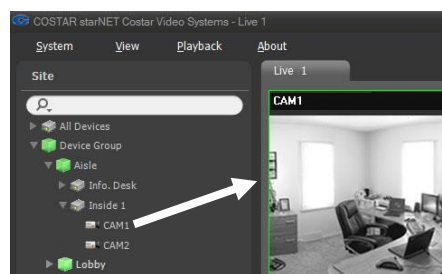 COSTAR starNET Costar Video Systems - Live 1
System View Playback About
Site
Live 1
CAM1
All Devices
Device Group
Aisle
Info. Desk
Inside 1
CAM1
CAM2
Lobby